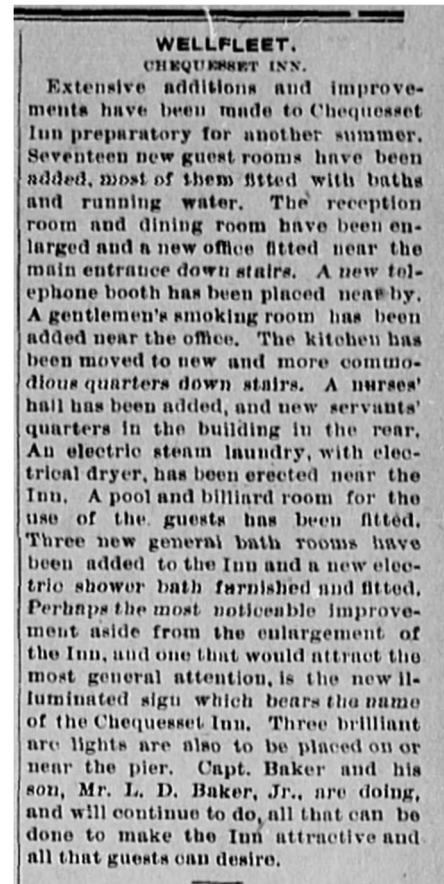 WELLFLEET.
CHEQUESSET INN.
Extensive additions and improve-
ments have been made to Chequesset
Inn preparatory for another summer.
Seventeen new guest rooms have been
added, most of them fitted with baths
and running water. The reception
room and dining room have been en-
larged and a new office fitted near the
main entrance down stairs. A new tel-
ephone booth has been placed near by.
A gentlemen's smoking room has been
added near the office. The kitchen has
been moved to new and more commo-
dious quarters down stairs. A nurses'
hall has been added, and new servants'
quarters in the building in the rear.
An electric steam laundry, with elec-
trical dryer, has been erected near the
Inn. A pool and billiard room for the
use of the guests has been fitted.
Three new general bath rooms have
been added to the Inn and a new elec-
tric shower bath furnished and fitted.
Perhaps the most noticeable improve-
ment aside from the enlargement of
the Inn, and one that would attract the
most general attention, is the new il-
luminated sign which bears the name
of the Chequesset Inn. Three brilliant
arc lights are also to be placed on or
near the pier. Capt. Baker and his
son, Mr. L. D. Baker, Jr., are doing,
and will continue to do, all that can be
done to make the Inn attractive and
all that guests can desire.